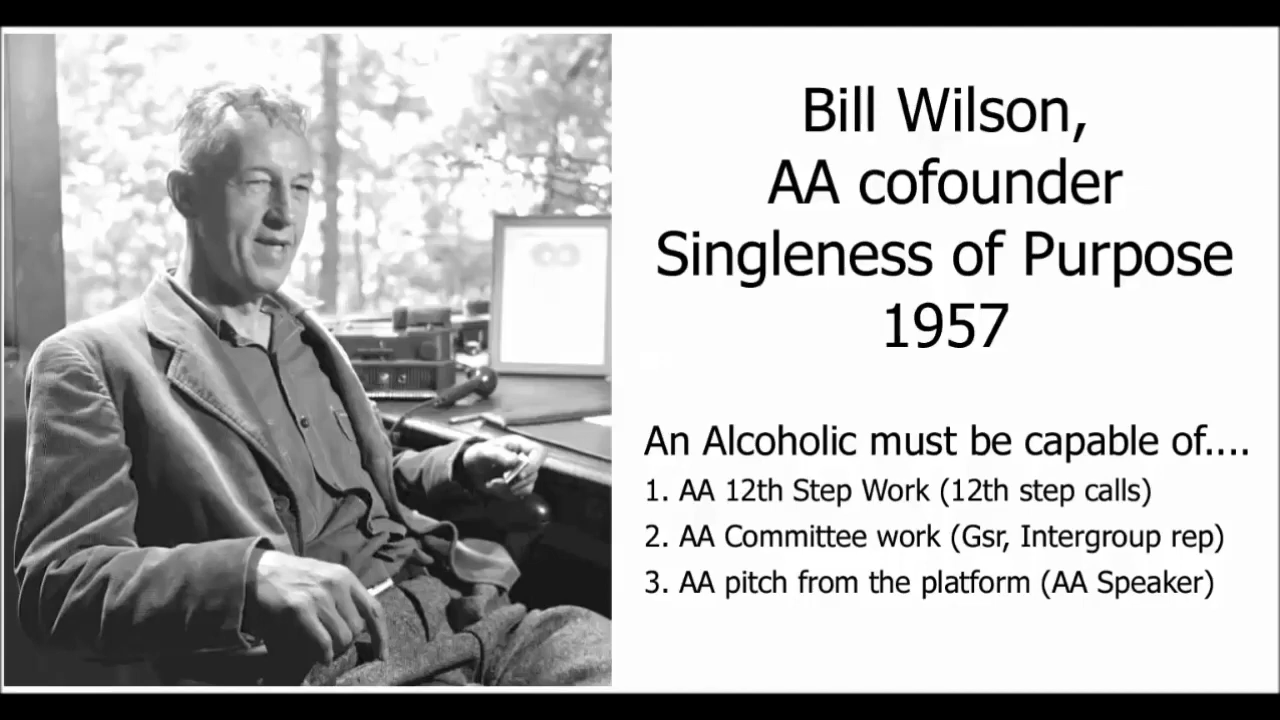 Bill Wilson,
AA cofounder
Singleness of Purpose
1957
An Alcoholic must be capable of....
1. AA 12th Step Work (12th step calls)
2. AA Committee work (Gsr, Intergroup rep)
3. AA pitch from the platform (AA Speaker)